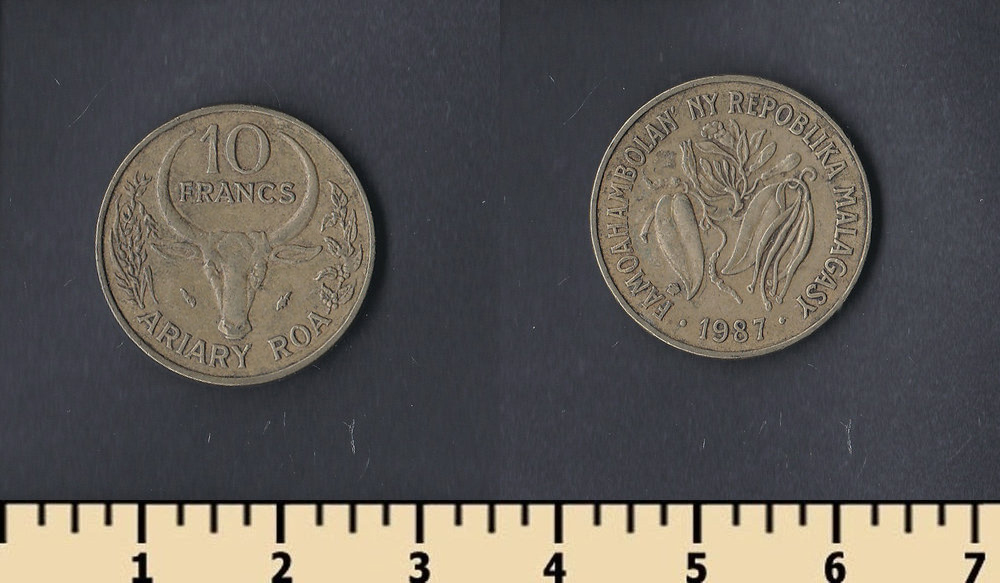 10
FRANCS
ARIARY ROA
FAMOAHAMBOLAN' NY REPOBLIKA MALAGASY
· 1987 ·
1 2 3 4 5 6 7